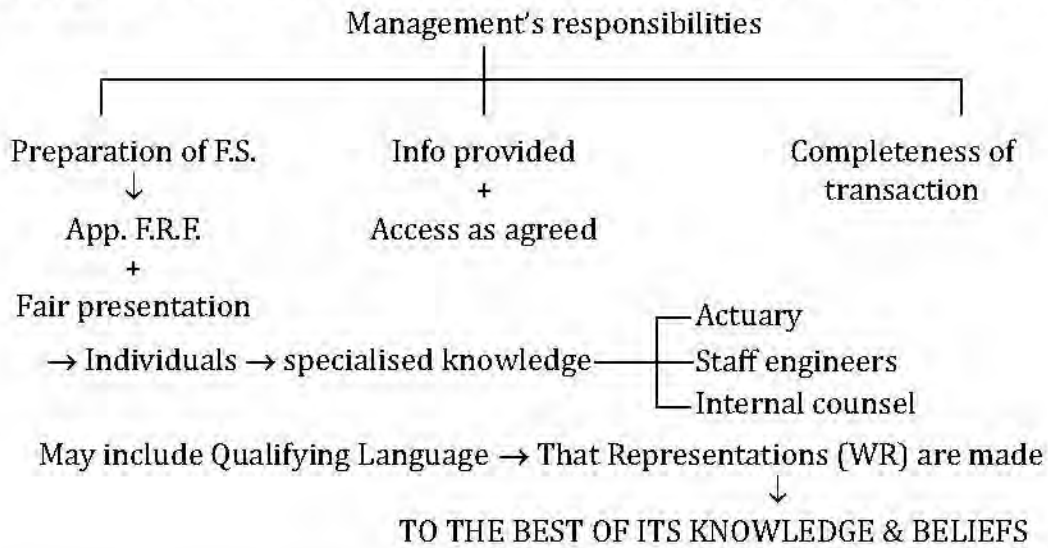 Management's responsibilities
Preparation of F.S.
Info provided
Completeness of
transaction
↓
+
App. F.R.F.
Access as agreed
+
Fair presentation
→ Individuals → specialised knowledge
Actuary
Staff engineers
Internal counsel
May include Qualifying Language → That Representations (WR) are made
↓
TO THE BEST OF ITS KNOWLEDGE & BELIEFS